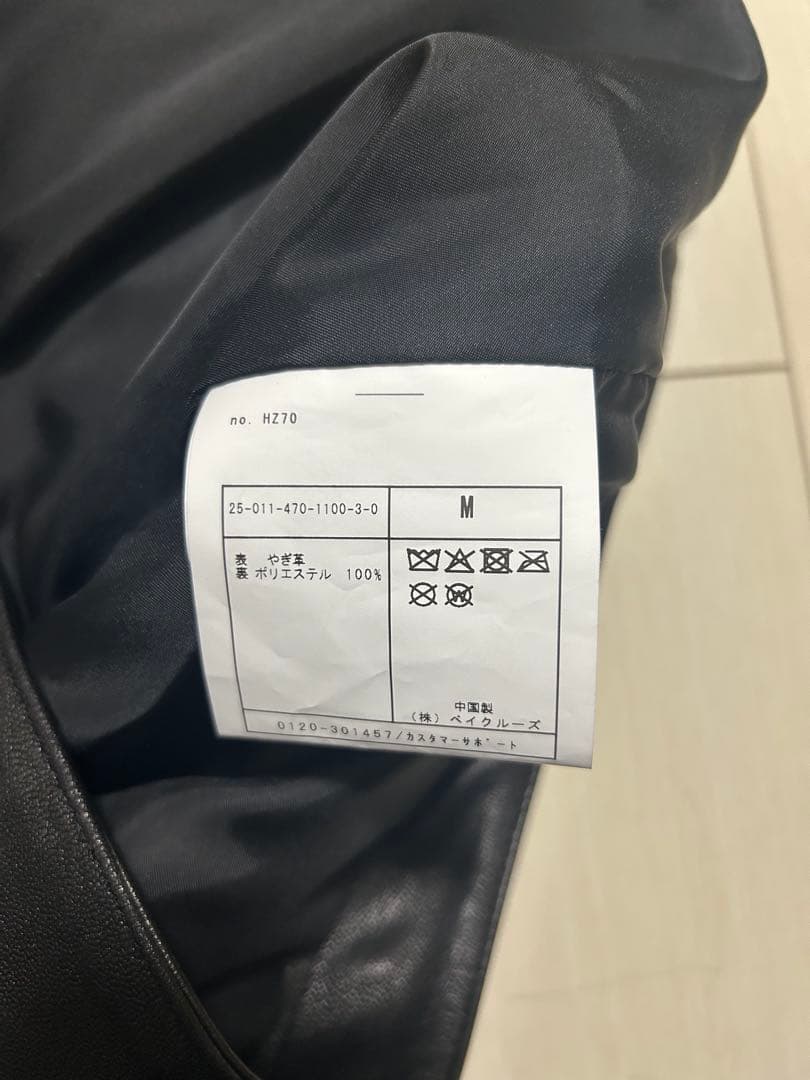 no. HZ70
25-011-470-1100-3-0
M
表 やぎ革
裏 ポリエステル 100%
中国製
(株) ベイクルーズ
0120-301457/カスタマーサポート